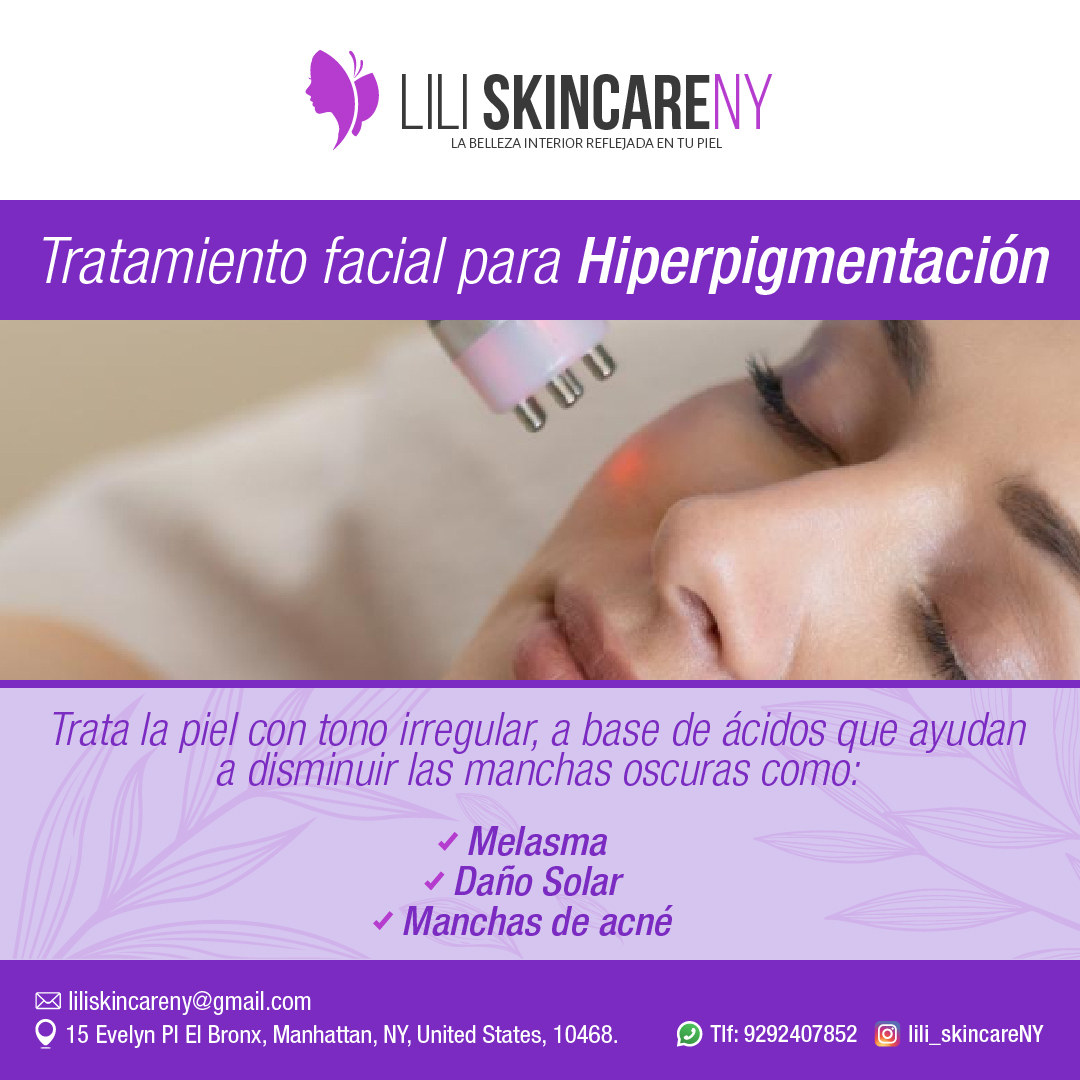 LILI SKINCARENY
LA BELLEZA INTERIOR REFLEJADA EN TU PIEL
Tratamiento facial para Hiperpigmentación
Trata la piel con tono irregular, a base de ácidos que ayudan
a disminuir las manchas oscuras como:
Melasma
Daño Solar
Manchas de acné
liliskincareny@gmail.com
15 Evelyn Pl El Bronx, Manhattan, NY, United States, 10468.
Tlf: 9292407852 lili_skincareNY